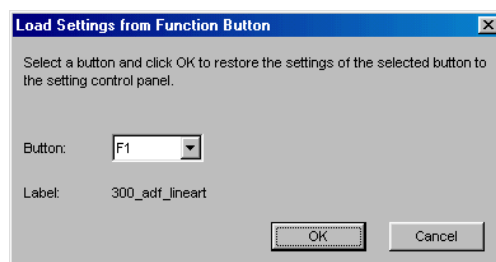 Load Settings from Function Button
Select a button and click OK to restore the settings of the selected button to
the setting control panel.
Button: F1
Label: 300_adf_lineart
OK Cancel